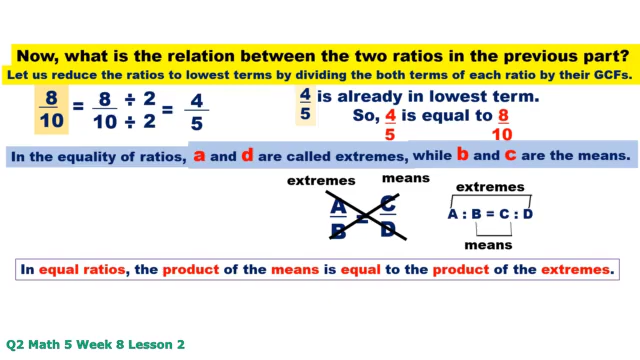 Now, what is the relation between the two ratios in the previous part?
Let us reduce the ratios to lowest terms by dividing the both terms of each ratio by their GCFs.
8/10 = 8 ÷ 2 / 10 ÷ 2 = 4/5
4/5 is already in lowest term.
So, 4/5 is equal to 8/10
In the equality of ratios, a and d are called extremes, while b and c are the means.
extremes means
A/B = C/D
extremes
A : B = C : D
means
In equal ratios, the product of the means is equal to the product of the extremes.
Q2 Math 5 Week 8 Lesson 2